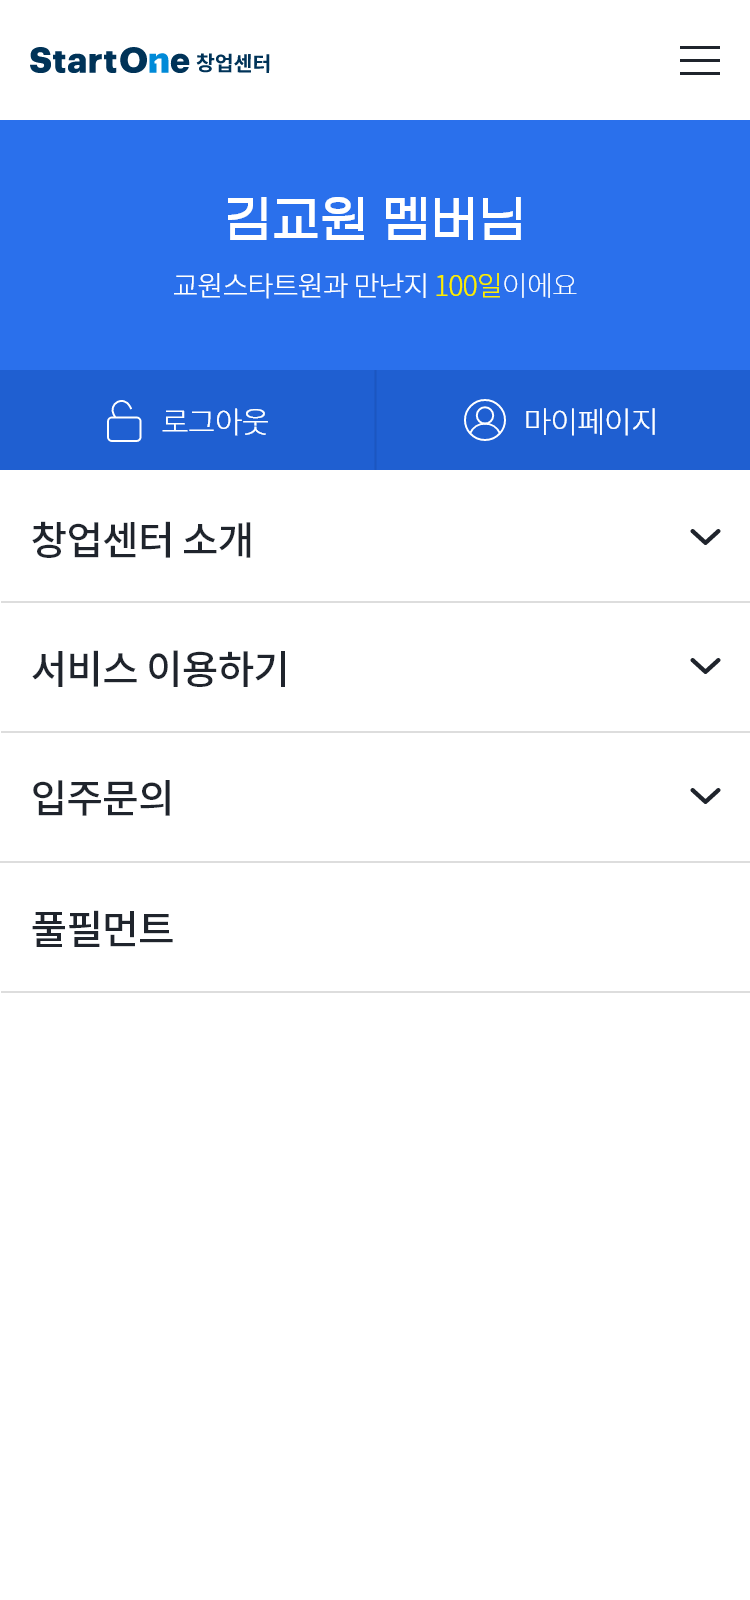 StartOne 창업센터
김교원 멤버님
교원스타트원과 만난지 100일이에요
로그아웃
마이페이지
창업센터 소개
서비스 이용하기
입주문의
풀필먼트